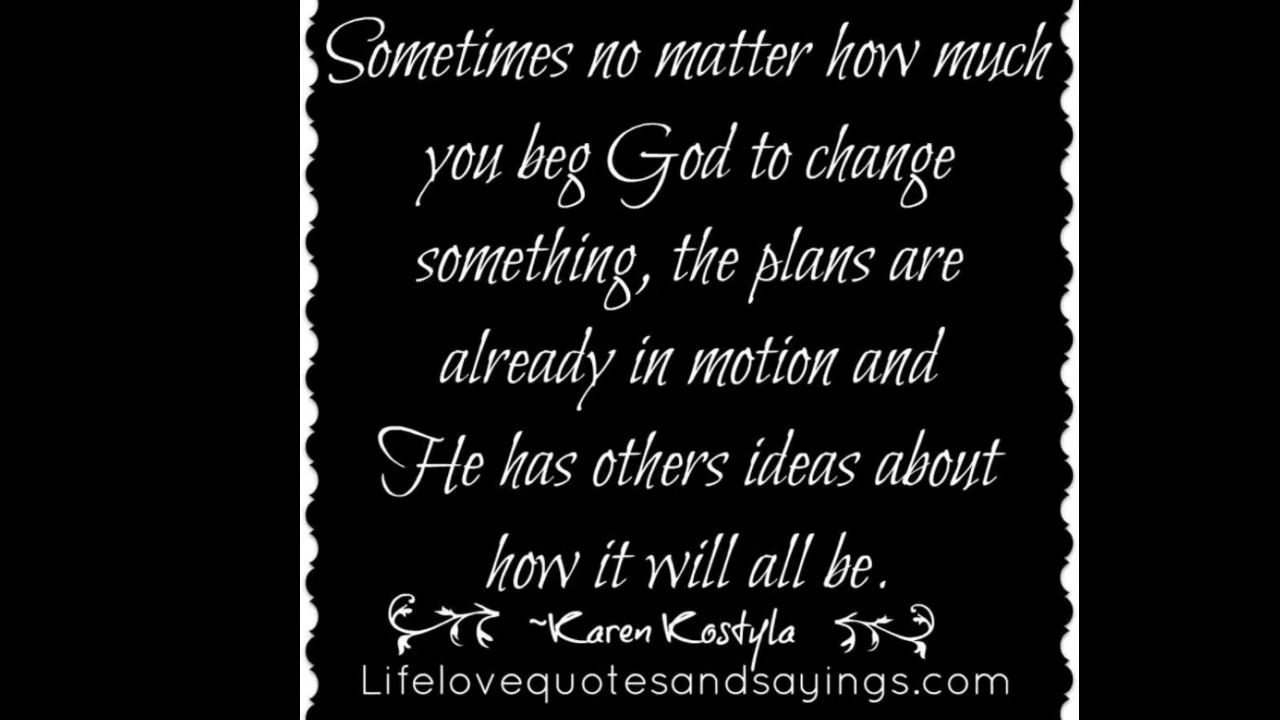 Sometimes no matter how much
you beg God to change
something, the plans are
already in motion and
He has others ideas about
how it will all be.
~Karen Kostyla
Lifelovequotesandsayings.com